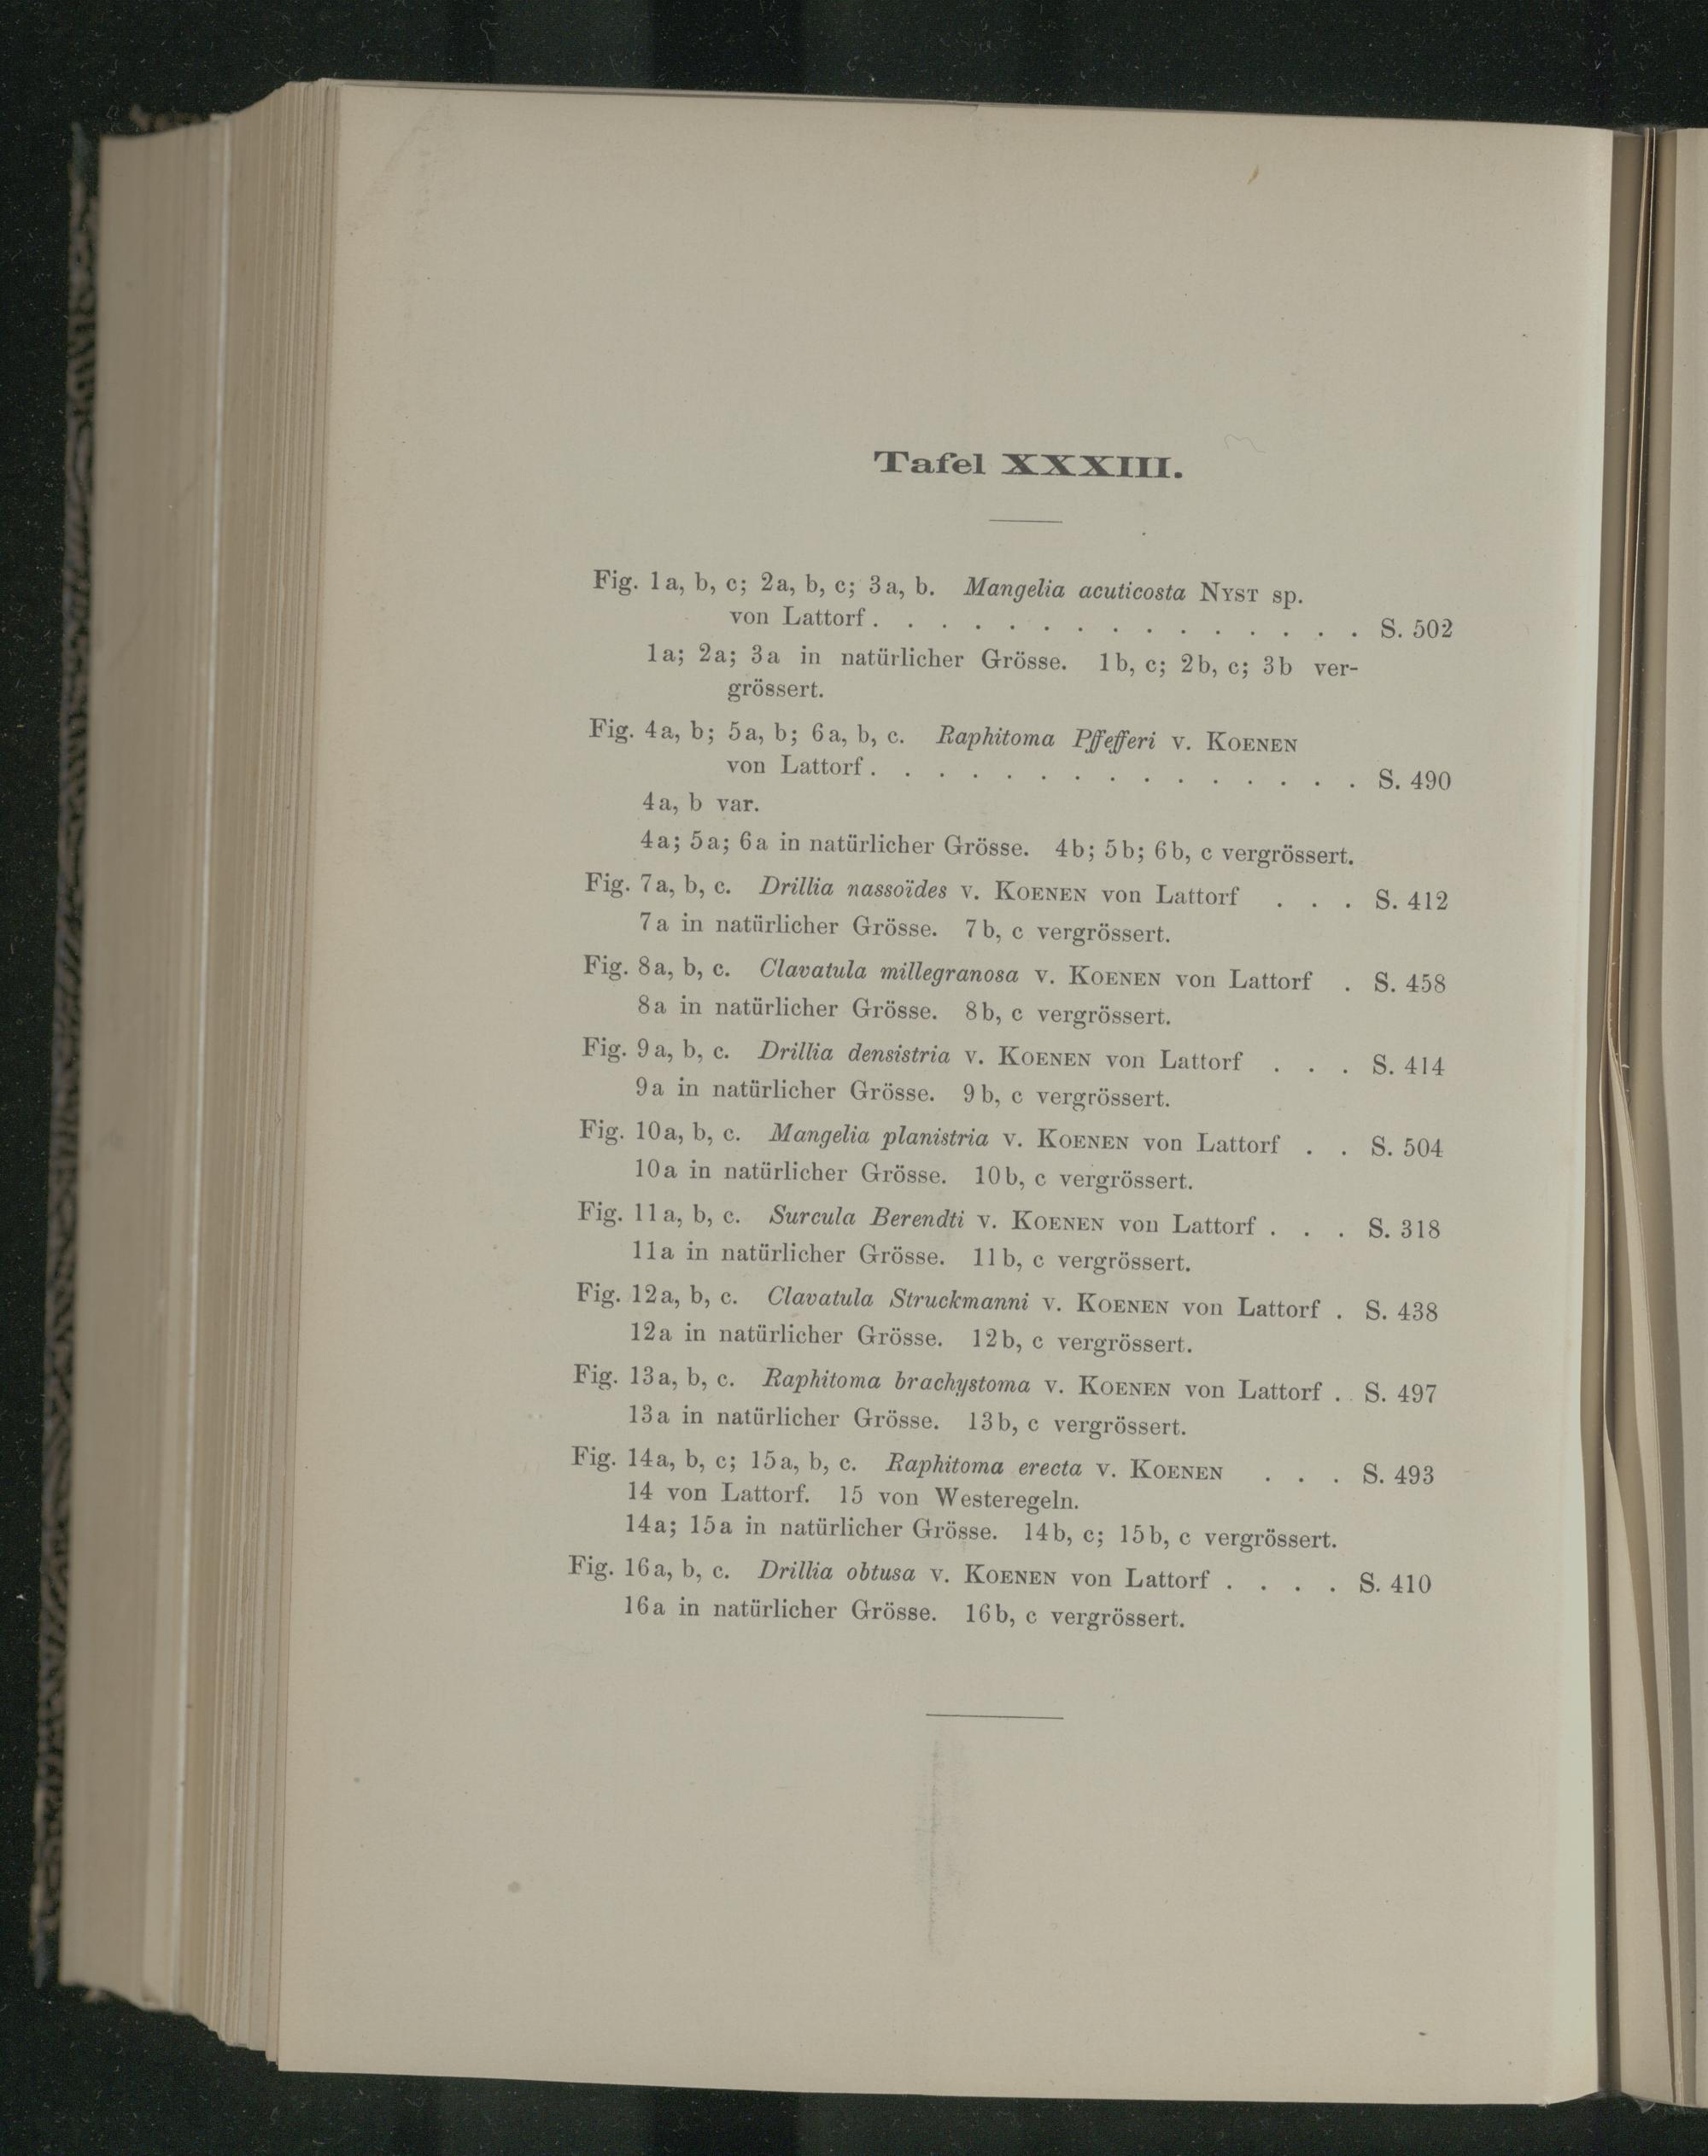 Tafel XXXIII.
Fig. 1a, b, c; 2a, b, c; 3a, b. Mangelia acuticosta NYST sp.
von Lattorf . . . . . . . . . . . . . . . S. 502
1a; 2a; 3a in natürlicher Grösse. 1b, c; 2b, c; 3b ver-
grössert.
Fig. 4a, b; 5a, b; 6a, b, c. Raphitoma Pffefferi v. KOENEN
von Lattorf . . . . . . . . . . . . . . . S. 490
4a, b var.
4a; 5a; 6a in natürlicher Grösse. 4b; 5b; 6b, c vergrössert.
Fig. 7a, b, c. Drillia nassoïdes v. KOENEN von Lattorf . . . S. 412
7a in natürlicher Grösse. 7b, c vergrössert.
Fig. 8a, b, c. Clavatula millegranosa v. KOENEN von Lattorf . S. 458
8a in natürlicher Grösse. 8b, c vergrössert.
Fig. 9a, b, c. Drillia densistria v. KOENEN von Lattorf . . . S. 414
9a in natürlicher Grösse. 9b, c vergrössert.
Fig. 10a, b, c. Mangelia planistria v. KOENEN von Lattorf . . S. 504
10a in natürlicher Grösse. 10b, c vergrössert.
Fig. 11a, b, c. Surcula Berendti v. KOENEN von Lattorf . . . S. 318
11a in natürlicher Grösse. 11b, c vergrössert.
Fig. 12a, b, c. Clavatula Struckmanni v. KOENEN von Lattorf . S. 438
12a in natürlicher Grösse. 12b, c vergrössert.
Fig. 13a, b, c. Raphitoma brachystoma v. KOENEN von Lattorf . . S. 497
13a in natürlicher Grösse. 13b, c vergrössert.
Fig. 14a, b, c; 15a, b, c. Raphitoma erecta v. KOENEN . . . S. 493
14 von Lattorf. 15 von Westeregeln.
14a; 15a in natürlicher Grösse. 14b, c; 15b, c vergrössert.
Fig. 16a, b, c. Drillia obtusa v. KOENEN von Lattorf . . . . S. 410
16a in natürlicher Grösse. 16b, c vergrössert.